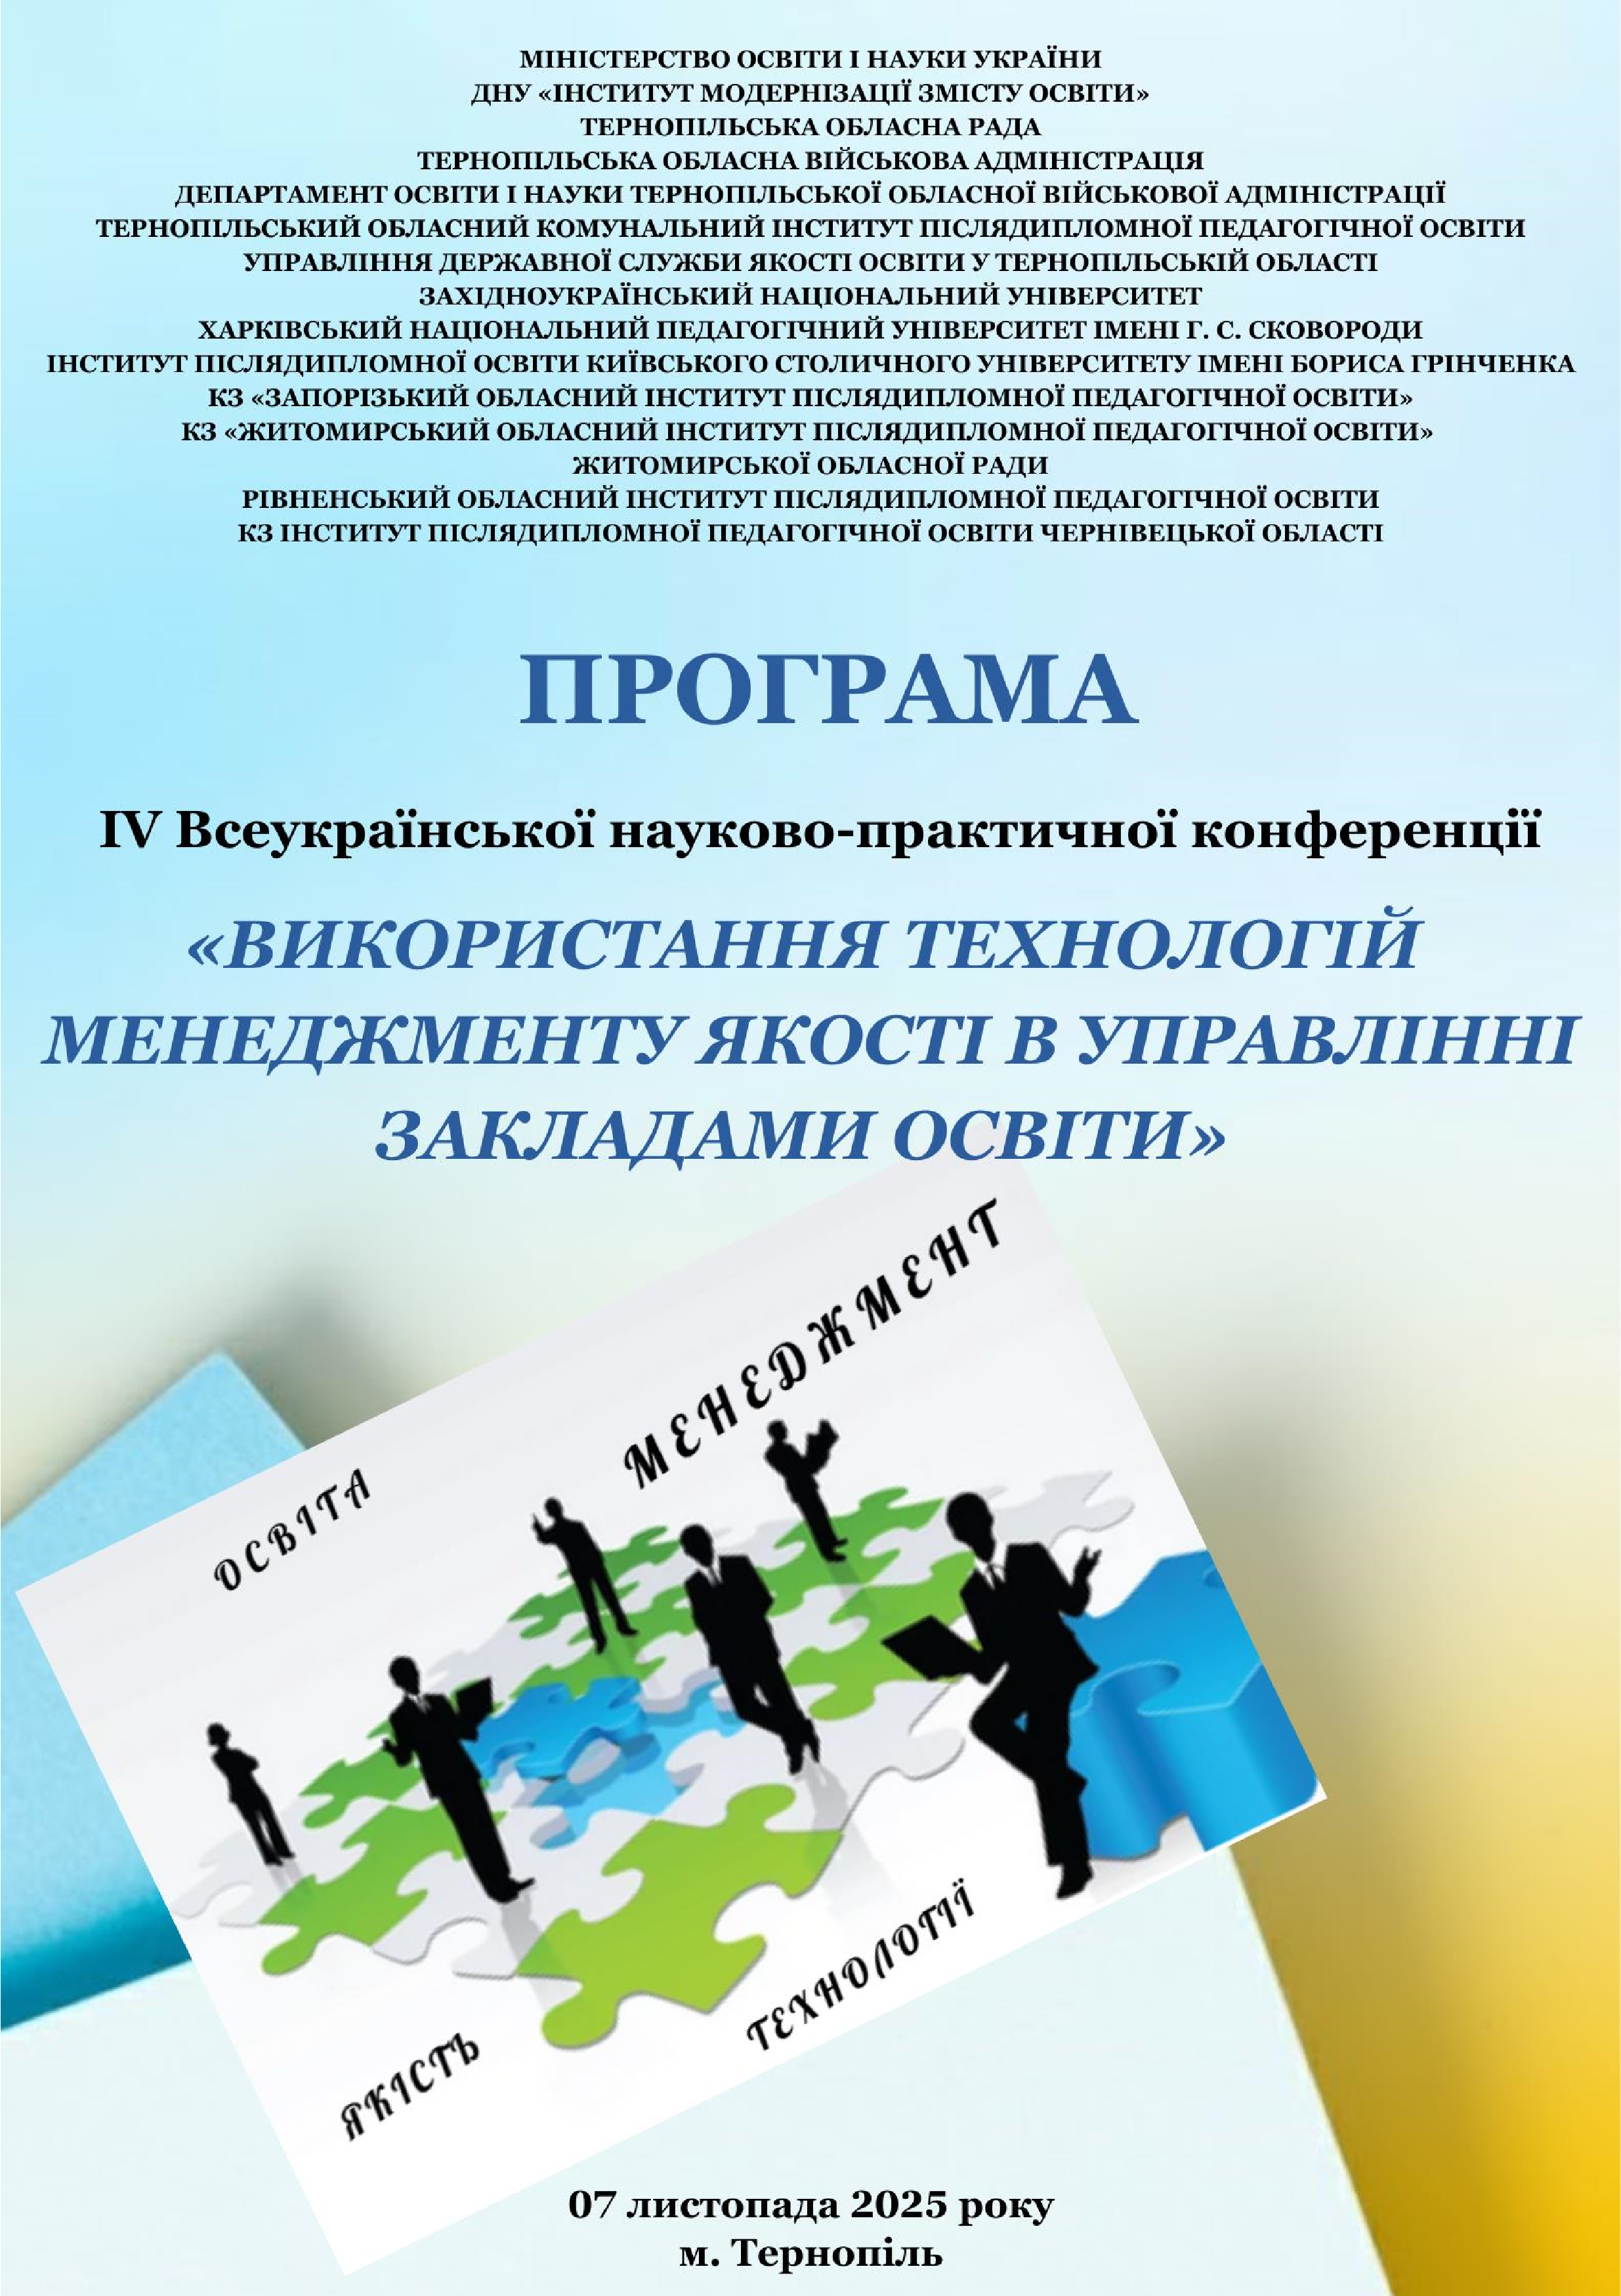 МІНІСТЕРСТВО ОСВІТИ І НАУКИ УКРАЇНИ
ДНУ «ІНСТИТУТ МОДЕРНІЗАЦІЇ ЗМІСТУ ОСВІТИ»
ТЕРНОПІЛЬСЬКА ОБЛАСНА РАДА
ТЕРНОПІЛЬСЬКА ОБЛАСНА ВІЙСЬКОВА АДМІНІСТРАЦІЯ
ДЕПАРТАМЕНТ ОСВІТИ І НАУКИ ТЕРНОПІЛЬСЬКОЇ ОБЛАСНОЇ ВІЙСЬКОВОЇ АДМІНІСТРАЦІЇ
ТЕРНОПІЛЬСЬКИЙ ОБЛАСНИЙ КОМУНАЛЬНИЙ ІНСТИТУТ ПІСЛЯДИПЛОМНОЇ ПЕДАГОГІЧНОЇ ОСВІТИ
УПРАВЛІННЯ ДЕРЖАВНОЇ СЛУЖБИ ЯКОСТІ ОСВІТИ У ТЕРНОПІЛЬСЬКІЙ ОБЛАСТІ
ЗАХІДНОУКРАЇНСЬКИЙ НАЦІОНАЛЬНИЙ УНІВЕРСИТЕТ
ХАРКІВСЬКИЙ НАЦІОНАЛЬНИЙ ПЕДАГОГІЧНИЙ УНІВЕРСИТЕТ ІМЕНІ Г. С. СКОВОРОДИ
ІНСТИТУТ ПІСЛЯДИПЛОМНОЇ ОСВІТИ КИЇВСЬКОГО СТОЛИЧНОГО УНІВЕРСИТЕТУ ІМЕНІ БОРИСА ГРІНЧЕНКА
КЗ «ЗАПОРІЗЬКИЙ ОБЛАСНИЙ ІНСТИТУТ ПІСЛЯДИПЛОМНОЇ ПЕДАГОГІЧНОЇ ОСВІТИ»
КЗ «ЖИТОМИРСЬКИЙ ОБЛАСНИЙ ІНСТИТУТ ПІСЛЯДИПЛОМНОЇ ПЕДАГОГІЧНОЇ ОСВІТИ»
ЖИТОМИРСЬКОЇ ОБЛАСНОЇ РАДИ
РІВНЕНСЬКИЙ ОБЛАСНИЙ ІНСТИТУТ ПІСЛЯДИПЛОМНОЇ ПЕДАГОГІЧНОЇ ОСВІТИ
КЗ ІНСТИТУТ ПІСЛЯДИПЛОМНОЇ ПЕДАГОГІЧНОЇ ОСВІТИ ЧЕРНІВЕЦЬКОЇ ОБЛАСТІ
ПРОГРАМА
IV Всеукраїнської науково-практичної конференції
«ВИКОРИСТАННЯ ТЕХНОЛОГІЙ
МЕНЕДЖМЕНТУ ЯКОСТІ В УПРАВЛІННІ
ЗАКЛАДАМИ ОСВІТИ»
МЕНЕДЖМЕНТ
ОСВІТА
ТЕХНОЛОГІЇ
ЯКІСТЬ
07 листопада 2025 року
м. Тернопіль